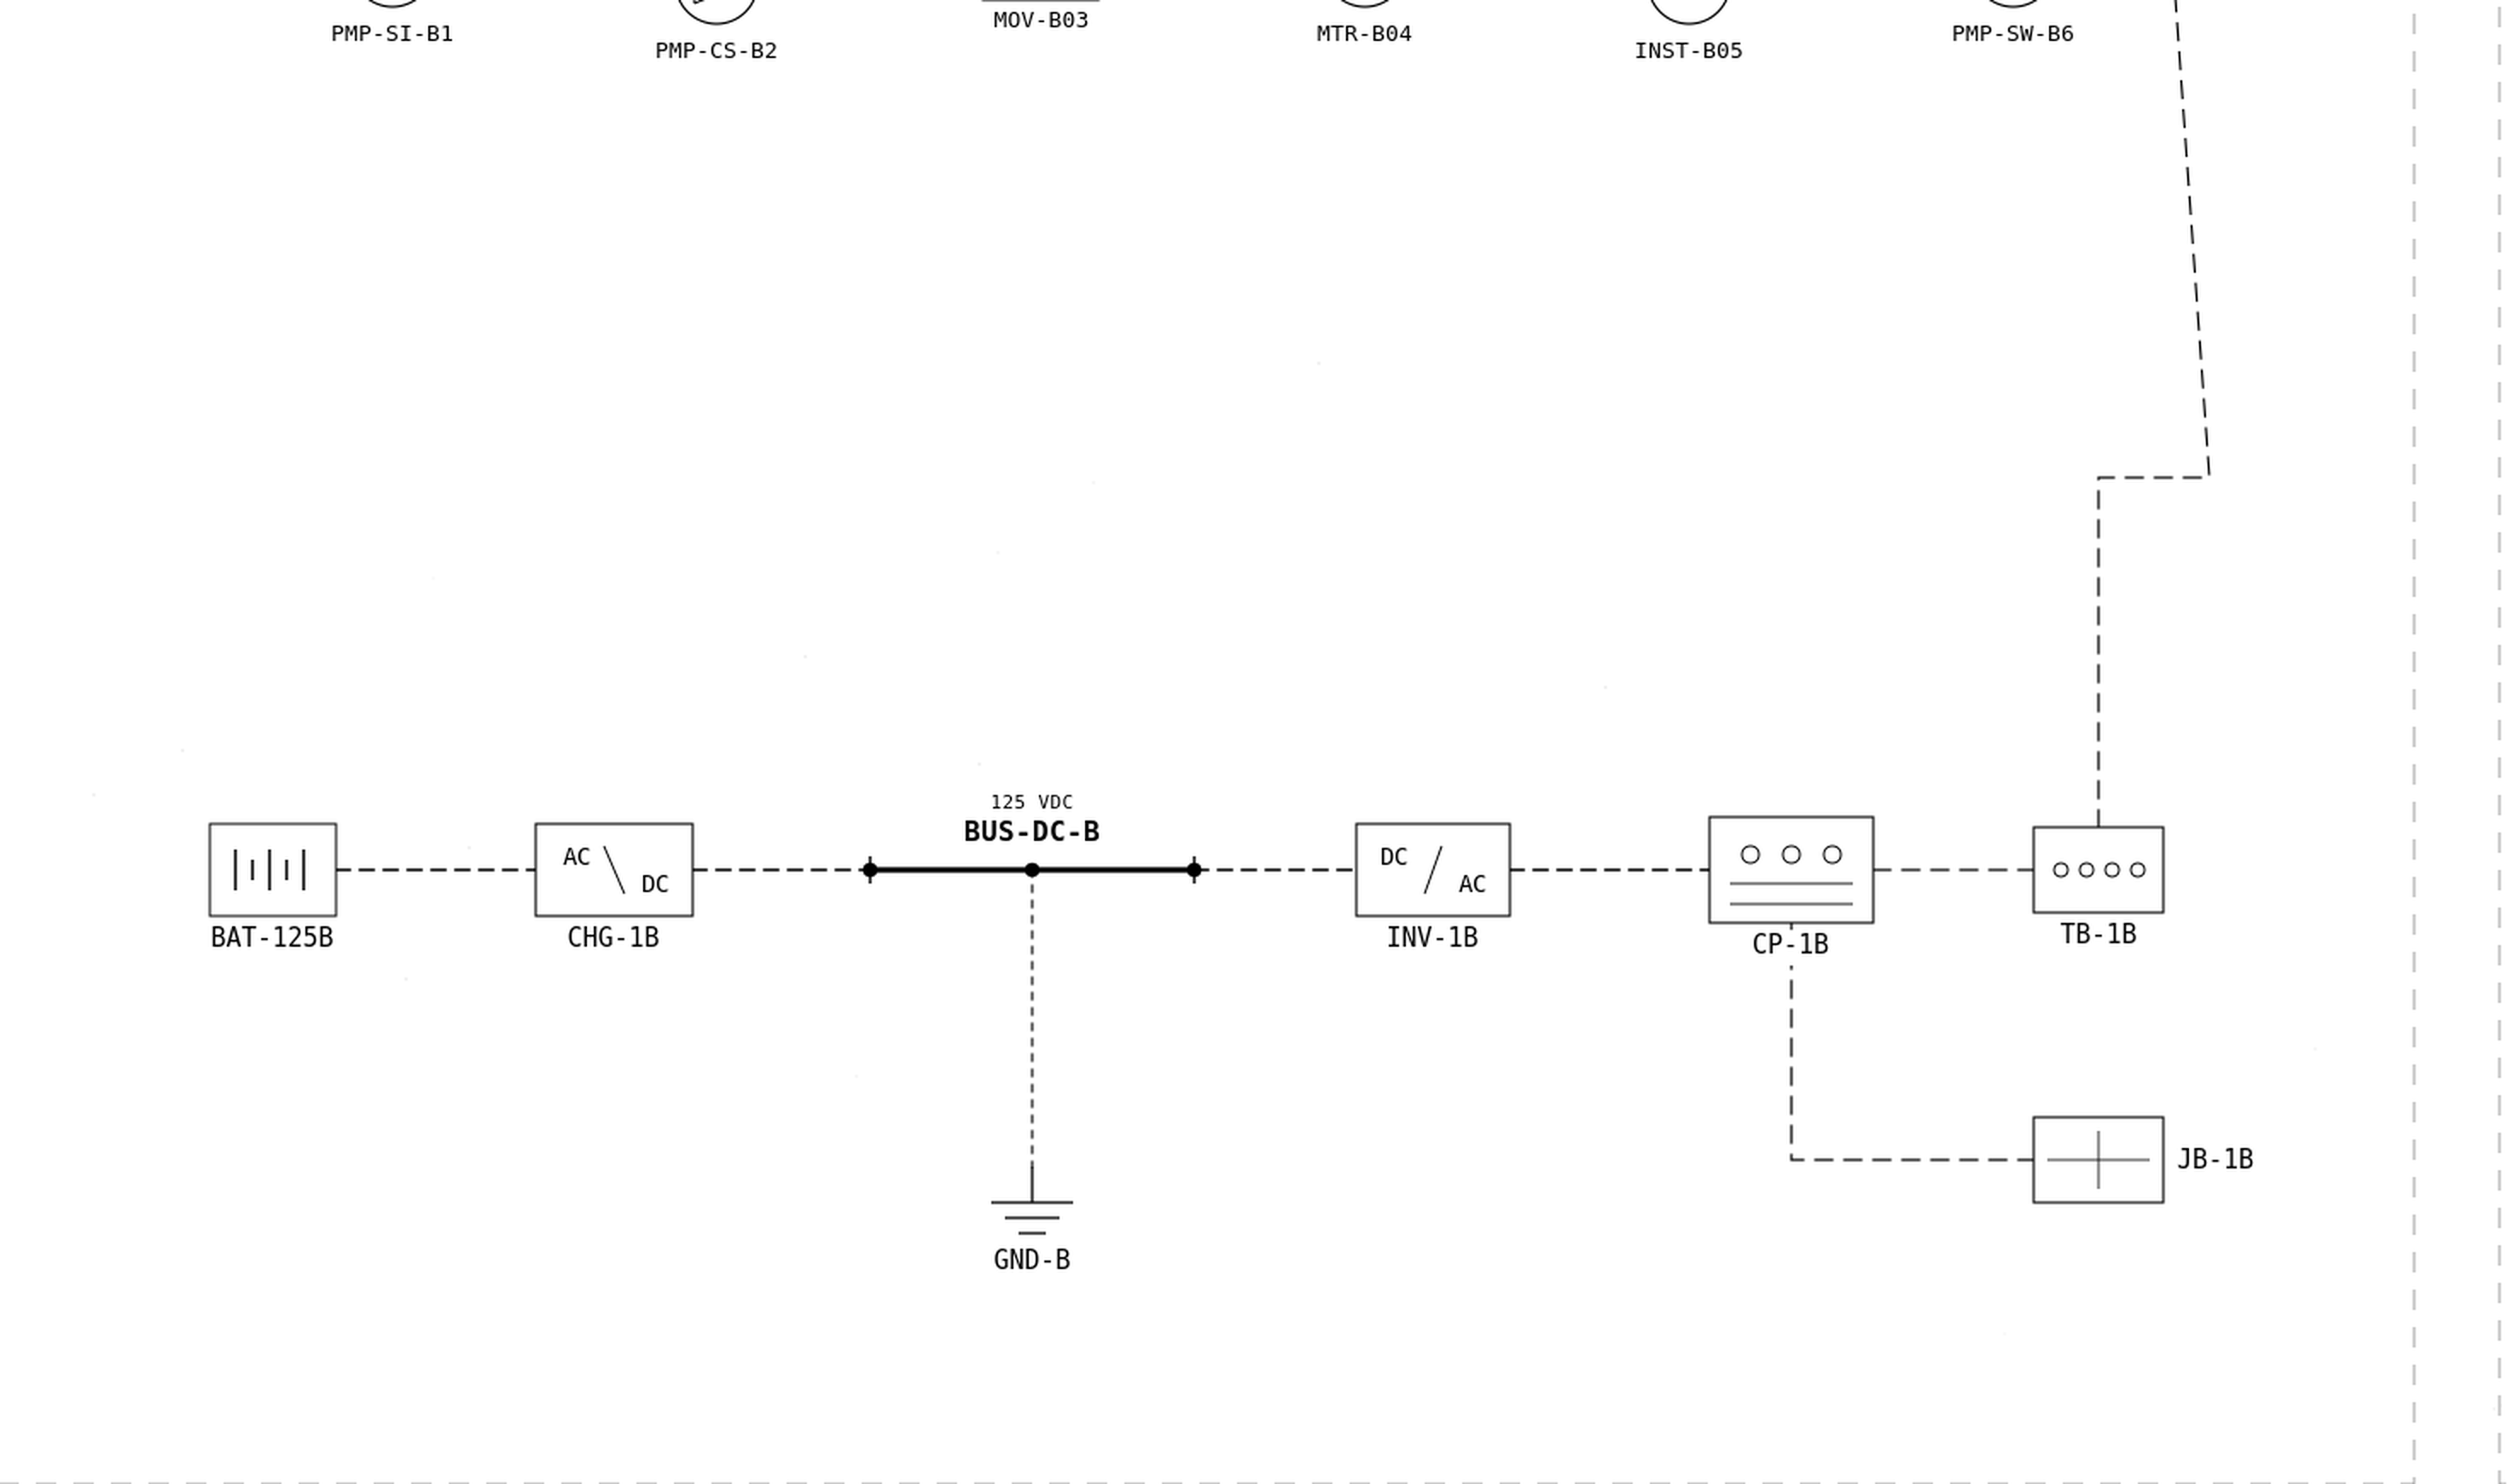 PMP-SI-B1
PMP-CS-B2
MOV-B03
MTR-B04
INST-B05
PMP-SW-B6
125 VDC
BUS-DC-B
AC
DC
DC
AC
BAT-125B
CHG-1B
INV-1B
CP-1B
TB-1B
JB-1B
GND-B